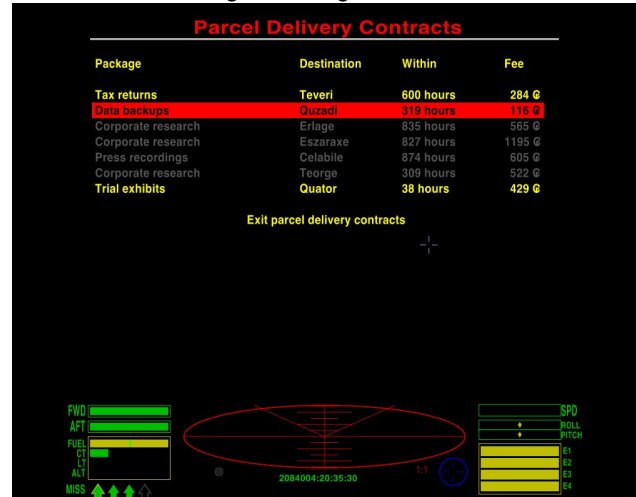 Parcel Delivery Contracts
Package Destination Within Fee
Tax returns Teveri 600 hours 284 ₢
Data backups Quzadi 319 hours 116 ₢
Corporate research Erlage 835 hours 565 ₢
Corporate research Eszaraxe 827 hours 1195 ₢
Press recordings Celabile 874 hours 605 ₢
Corporate research Teorge 309 hours 522 ₢
Trial exhibits Quator 38 hours 429 ₢
Exit parcel delivery contracts
FWD SPD
AFT ROLL
PITCH
FUEL E1
CT E2
LT E3
ALT E4
1:1
2084004:20:35:30
MISS